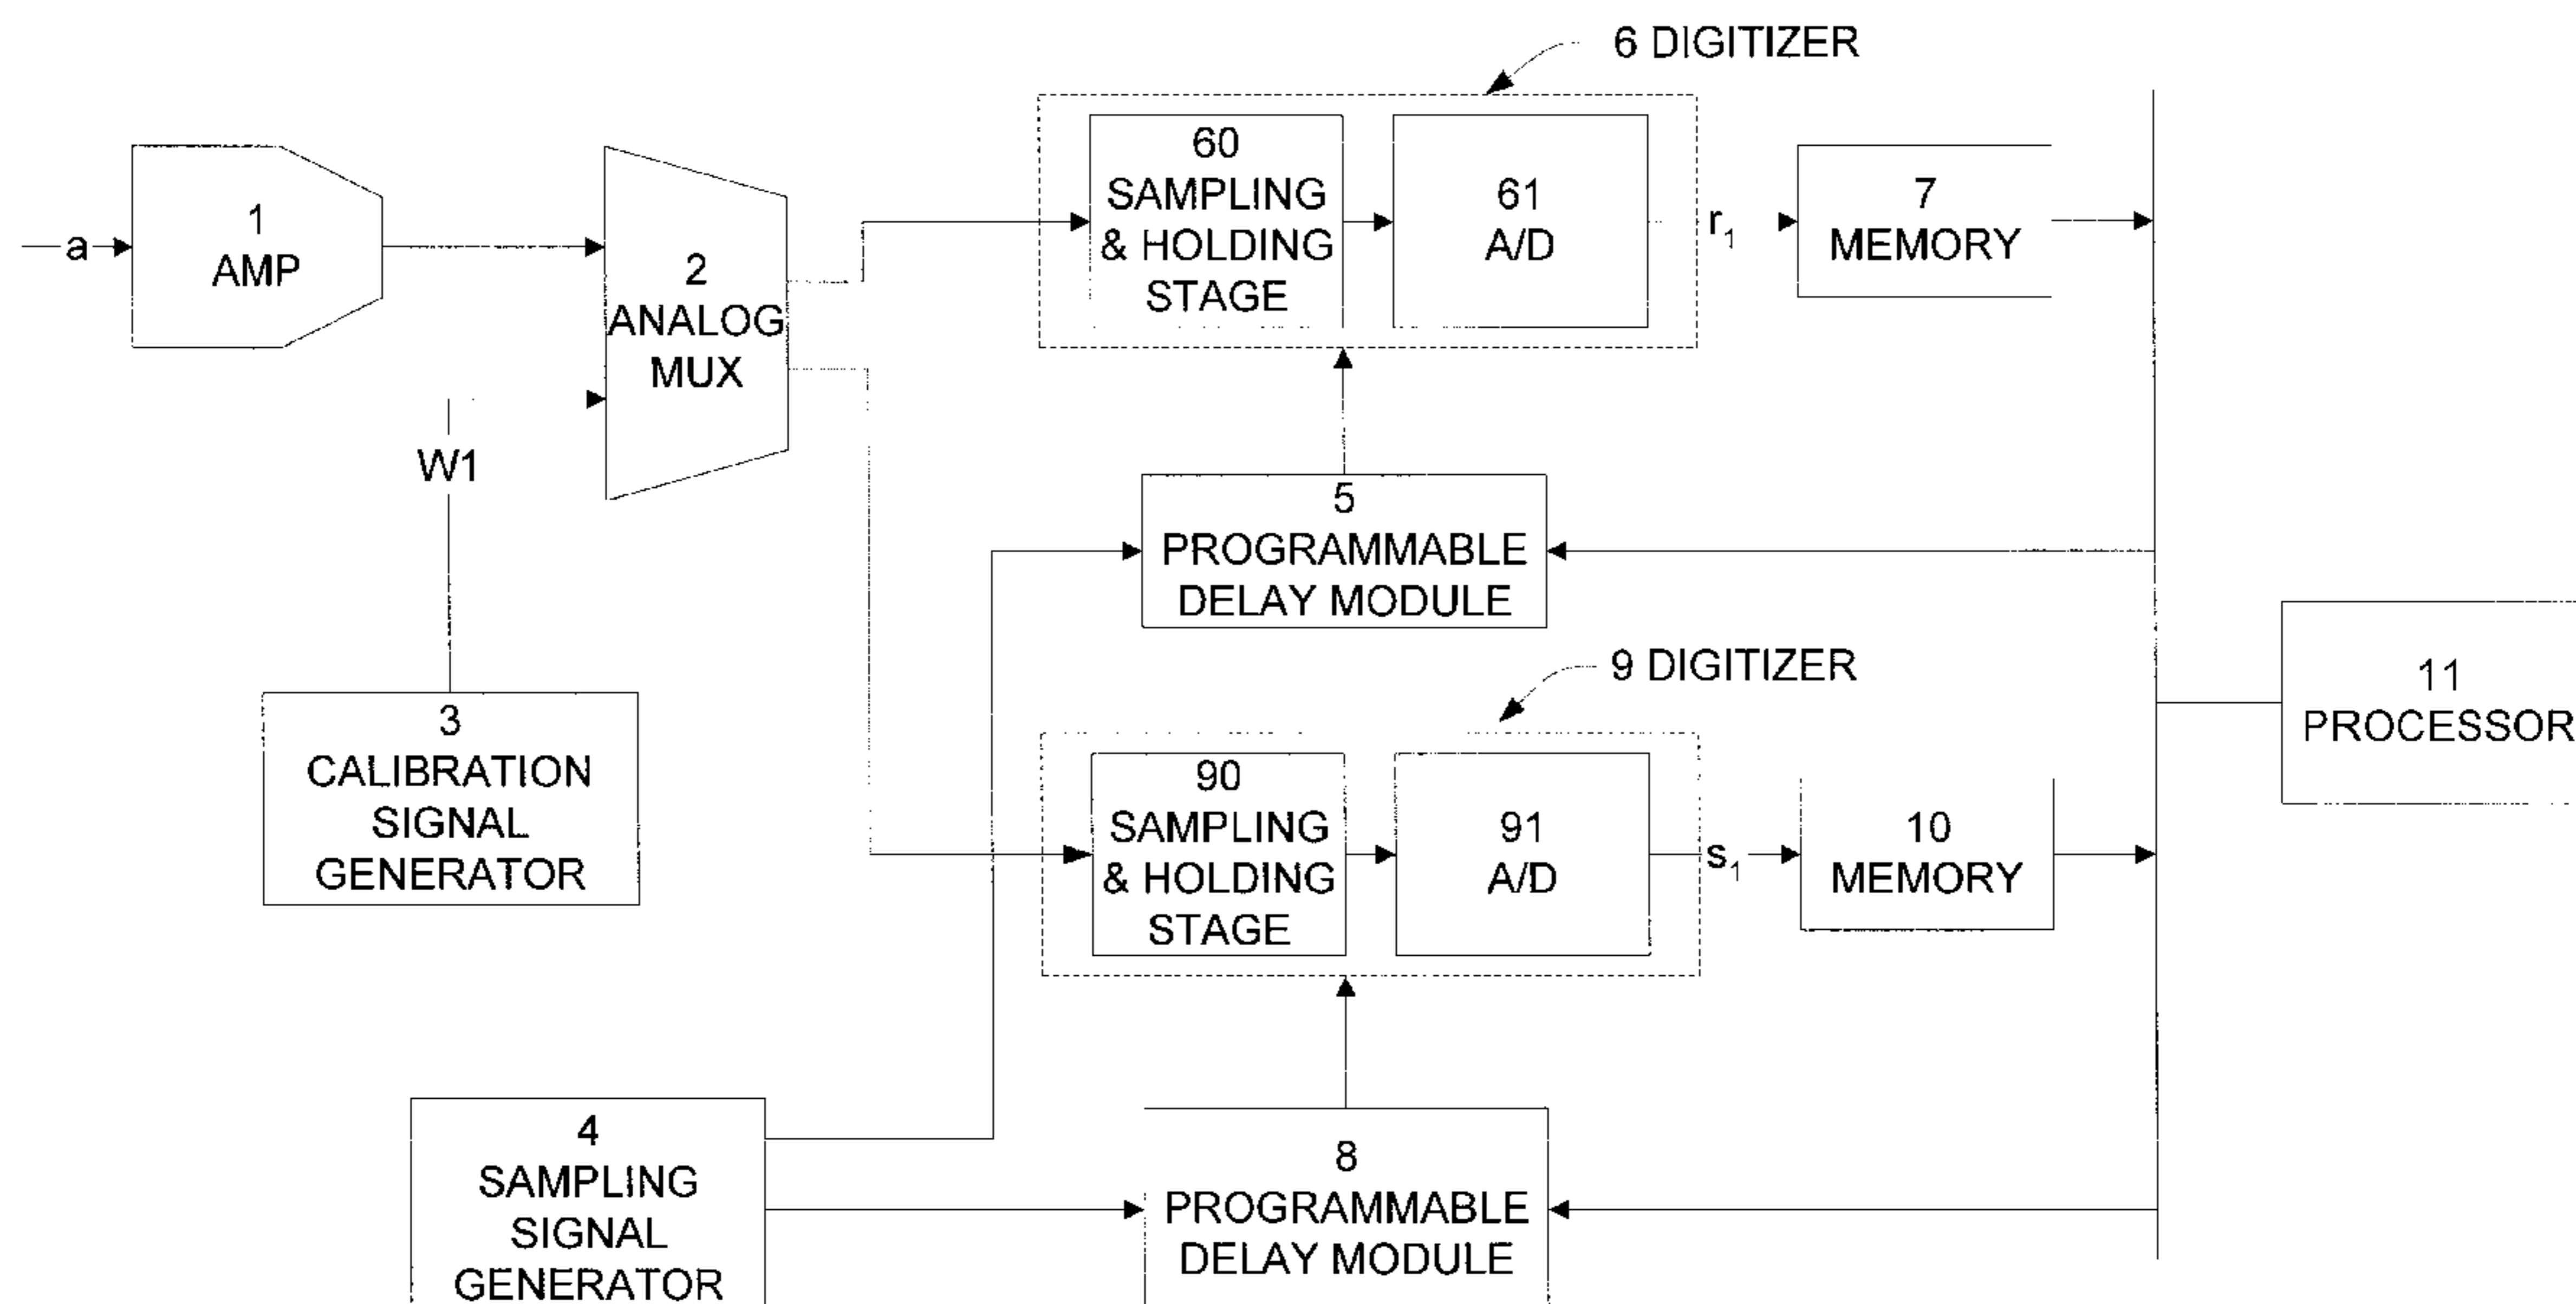 6 DIGITIZER
a
1
AMP
2
ANALOG
MUX
60
SAMPLING
& HOLDING
STAGE
61
A/D
r1
7
MEMORY
W1
5
PROGRAMMABLE
DELAY MODULE
9 DIGITIZER
3
CALIBRATION
SIGNAL
GENERATOR
90
SAMPLING
& HOLDING
STAGE
91
A/D
s1
10
MEMORY
11
PROCESSOR
4
SAMPLING
SIGNAL
GENERATOR
8
PROGRAMMABLE
DELAY MODULE